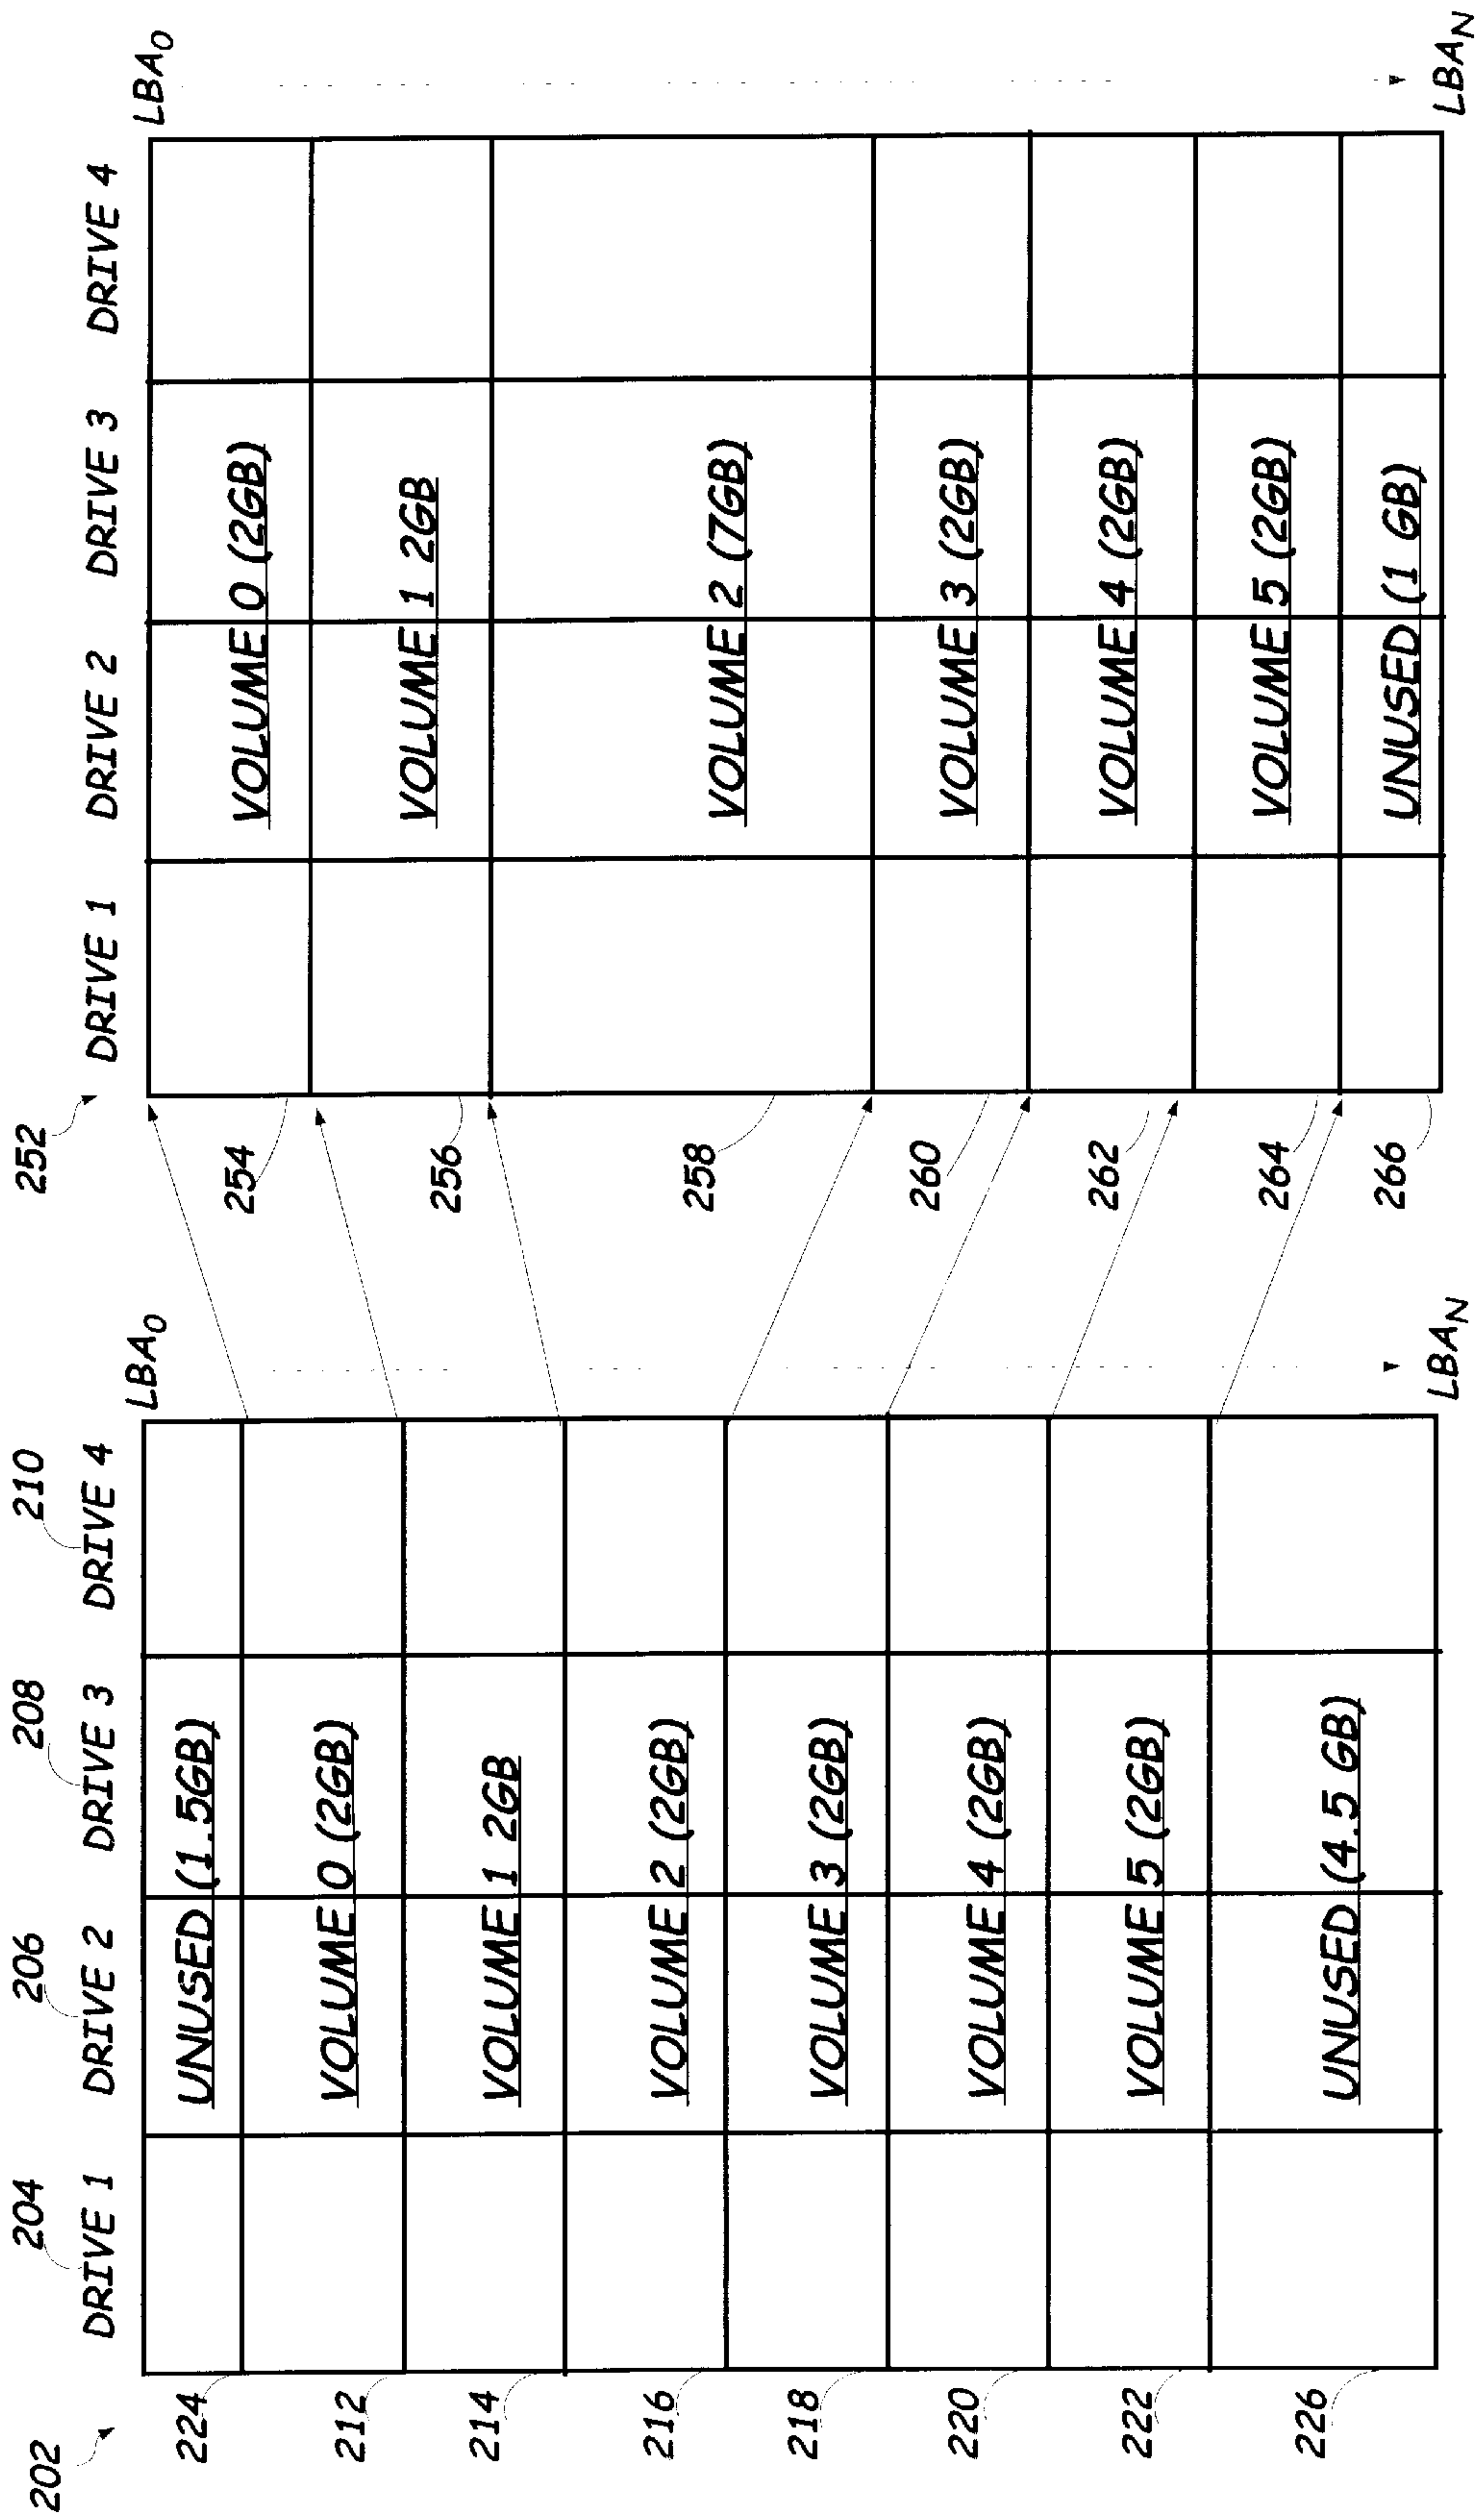 202
204
206
208
210
DRIVE 1 DRIVE 2 DRIVE 3 DRIVE 4
LBA0
224
UNUSED (1.5GB)
212
VOLUME 0 (2GB)
214
VOLUME 1 2GB
216
VOLUME 2 (2GB)
218
VOLUME 3 (2GB)
220
VOLUME 4 (2GB)
222
VOLUME 5 (2GB)
226
UNUSED (4.5 GB)
LBAN
252
DRIVE 1 DRIVE 2 DRIVE 3 DRIVE 4
LBA0
254
VOLUME 0 (2GB)
256
VOLUME 1 2GB
258
VOLUME 2 (7GB)
260
VOLUME 3 (2GB)
262
VOLUME 4 (2GB)
264
VOLUME 5 (2GB)
266
UNUSED (1 GB)
LBAN